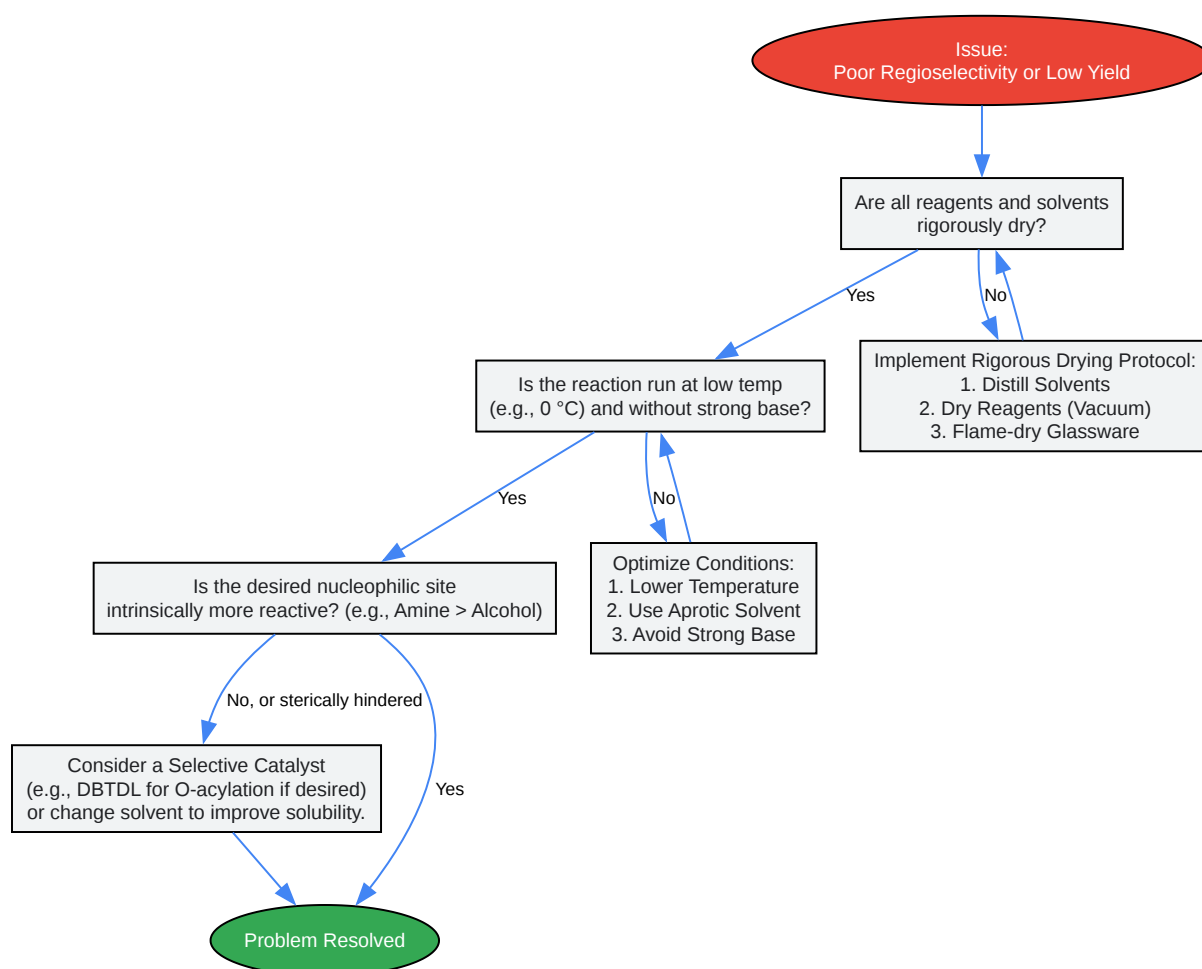 Issue:
Poor Regioselectivity or Low Yield
Are all reagents and solvents
rigorously dry?
Yes
No
Implement Rigorous Drying Protocol:
1. Distill Solvents
2. Dry Reagents (Vacuum)
3. Flame-dry Glassware
Is the reaction run at low temp
(e.g., 0 °C) and without strong base?
Yes
No
Optimize Conditions:
1. Lower Temperature
2. Use Aprotic Solvent
3. Avoid Strong Base
Is the desired nucleophilic site
intrinsically more reactive? (e.g., Amine > Alcohol)
No, or sterically hindered
Yes
Consider a Selective Catalyst
(e.g., DBTDL for O-acylation if desired)
or change solvent to improve solubility.
Problem Resolved